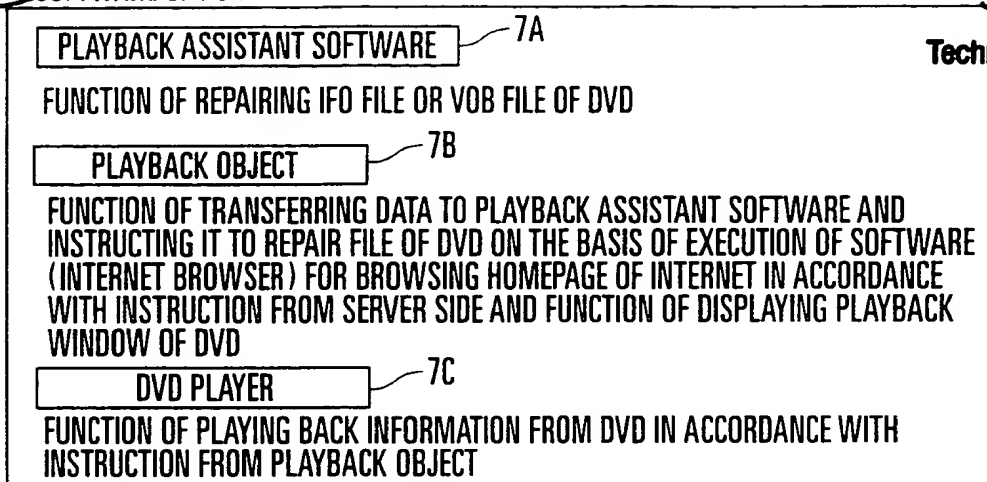 PLAYBACK ASSISTANT SOFTWARE 7A
Tech
FUNCTION OF REPAIRING IFO FILE OR VOB FILE OF DVD
PLAYBACK OBJECT 7B
FUNCTION OF TRANSFERRING DATA TO PLAYBACK ASSISTANT SOFTWARE AND
INSTRUCTING IT TO REPAIR FILE OF DVD ON THE BASIS OF EXECUTION OF SOFTWARE
(INTERNET BROWSER) FOR BROWSING HOMEPAGE OF INTERNET IN ACCORDANCE
WITH INSTRUCTION FROM SERVER SIDE AND FUNCTION OF DISPLAYING PLAYBACK
WINDOW OF DVD
DVD PLAYER 7C
FUNCTION OF PLAYING BACK INFORMATION FROM DVD IN ACCORDANCE WITH
INSTRUCTION FROM PLAYBACK OBJECT